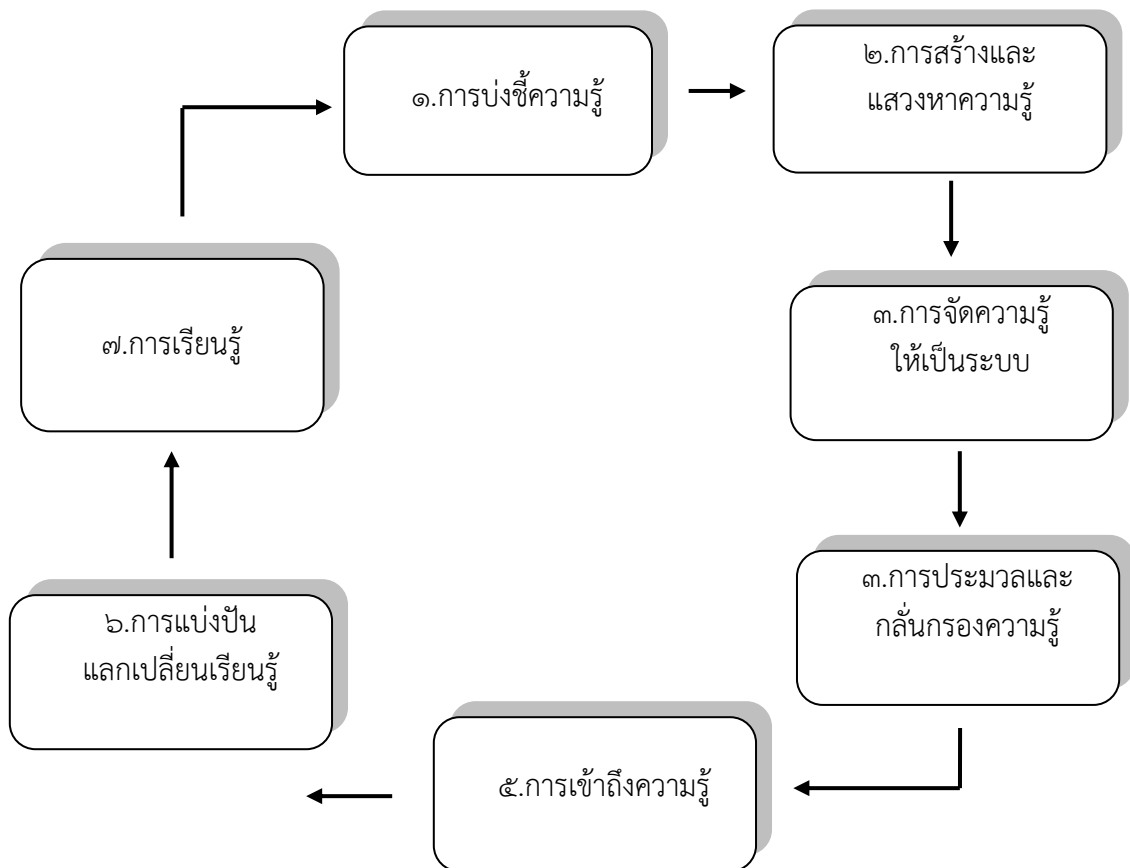 ๑.การบ่งชี้ความรู้
๒.การสร้างและ
แสวงหาความรู้
๓.การจัดความรู้
ให้เป็นระบบ
๓.การประมวลและ
กลั่นกรองความรู้
๕.การเข้าถึงความรู้
๖.การแบ่งปัน
แลกเปลี่ยนเรียนรู้
๗.การเรียนรู้